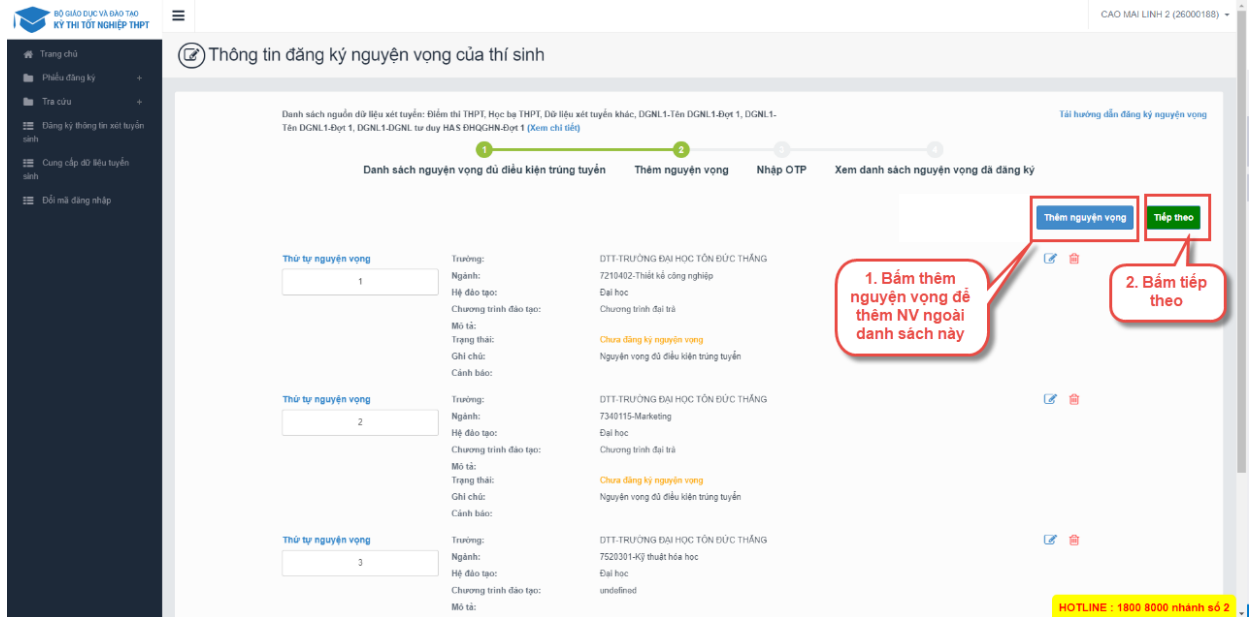 BỘ GIÁO DỤC VÀ ĐÀO TẠO
KỲ THI TỐT NGHIỆP THPT
CAO MAI LINH 2 (26000188)
Trang chủ
Phiếu đăng ký +
Tra cứu +
Đăng ký thông tin xét tuyển
sinh
Cung cấp dữ liệu tuyển
sinh
Đổi mã đăng nhập
Thông tin đăng ký nguyện vọng của thí sinh
Danh sách nguồn dữ liệu xét tuyển: Điểm thi THPT, Học bạ THPT, Dữ liệu xét tuyển khác, DGNL1-Tên DGNL1-Đợt 1, DGNL1-
Tên DGNL1-Đợt 1, DGNL1-DGNL tư duy HAS ĐHQGHN-Đợt 1 (Xem chi tiết)
Tải hướng dẫn đăng ký nguyện vọng
1 2 3 4
Danh sách nguyện vọng đủ điều kiện trúng tuyển Thêm nguyện vọng Nhập OTP Xem danh sách nguyện vọng đã đăng ký
Thêm nguyện vọng Tiếp theo
1. Bấm thêm
nguyện vọng để
thêm NV ngoài
danh sách này
2. Bấm tiếp
theo
Thứ tự nguyện vọng
1
Trường: DTT-TRƯỜNG ĐẠI HỌC TÔN ĐỨC THẮNG
Ngành: 7210402-Thiết kế công nghiệp
Hệ đào tạo: Đại học
Chương trình đào tạo: Chương trình đại trà
Mô tả:
Trạng thái: Chưa đăng ký nguyện vọng
Ghi chú: Nguyện vọng đủ điều kiện trúng tuyển
Cảnh báo:
Thứ tự nguyện vọng
2
Trường: DTT-TRƯỜNG ĐẠI HỌC TÔN ĐỨC THẮNG
Ngành: 7340115-Marketing
Hệ đào tạo: Đại học
Chương trình đào tạo: Chương trình đại trà
Mô tả:
Trạng thái: Chưa đăng ký nguyện vọng
Ghi chú: Nguyện vọng đủ điều kiện trúng tuyển
Cảnh báo:
Thứ tự nguyện vọng
3
Trường: DTT-TRƯỜNG ĐẠI HỌC TÔN ĐỨC THẮNG
Ngành: 7520301-Kỹ thuật hóa học
Hệ đào tạo: Đại học
Chương trình đào tạo: undefined
Mô tả:
HOTLINE : 1800 8000 nhánh số 2